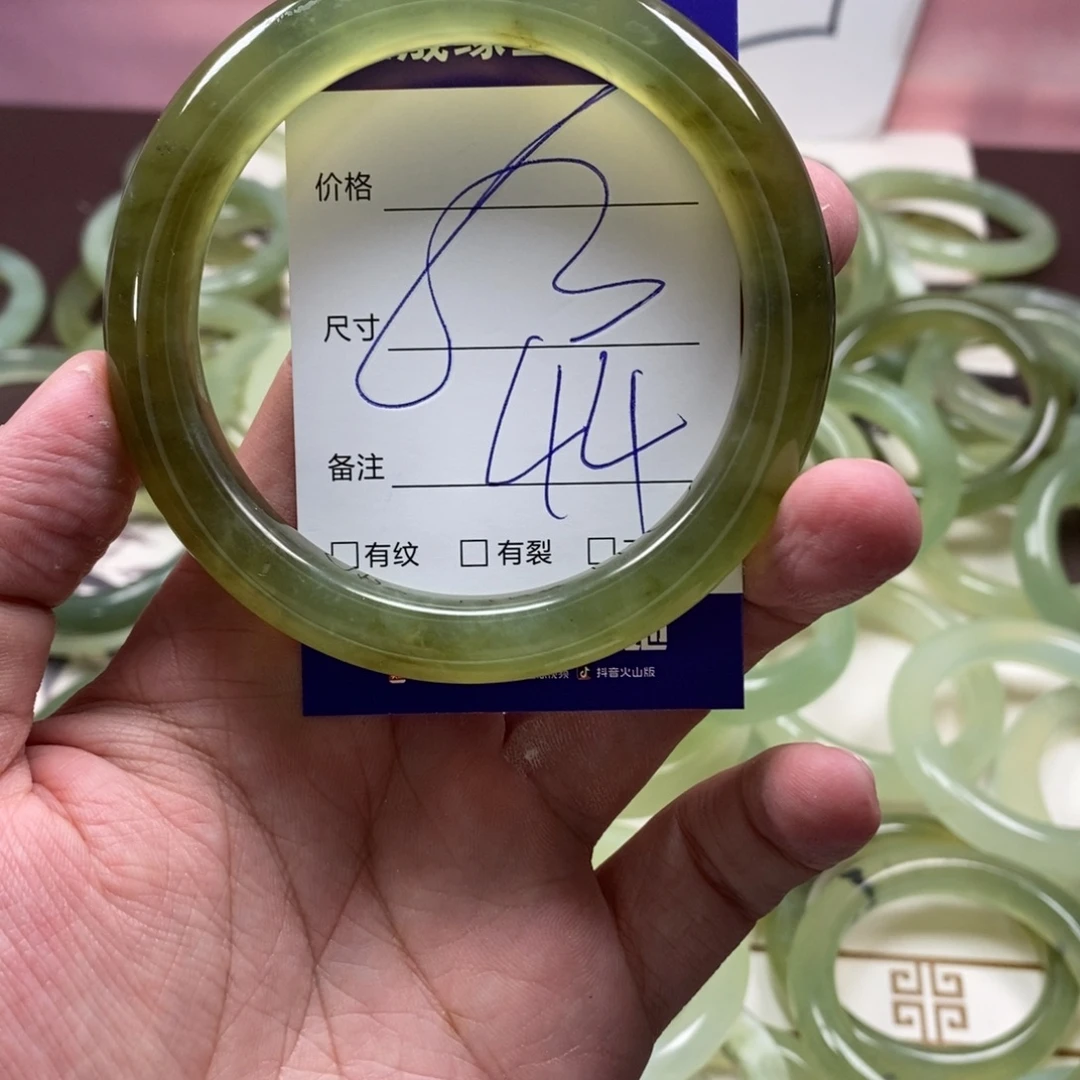 价格
83
尺寸
44
备注
□有纹 □有裂 □
抖音火山版